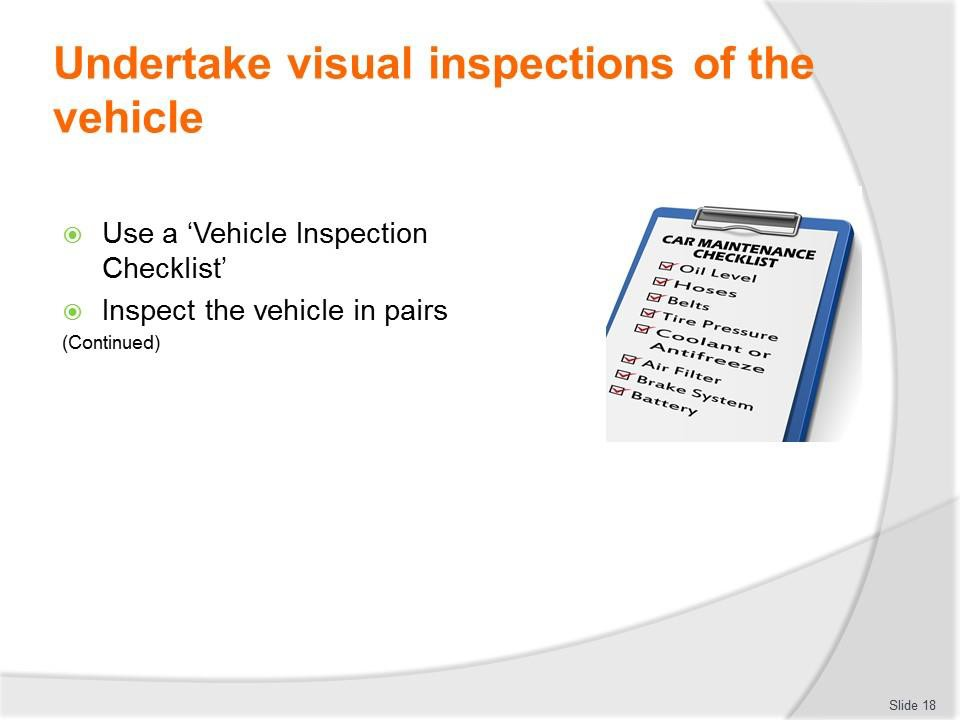 Undertake visual inspections of the
vehicle
Use a ‘Vehicle Inspection
Checklist’
Inspect the vehicle in pairs
(Continued)
CAR MAINTENANCE
CHECKLIST
Oil Level
Hoses
Belts
Tire Pressure
Coolant or
Antifreeze
Air Filter
Brake System
Battery
Slide 18